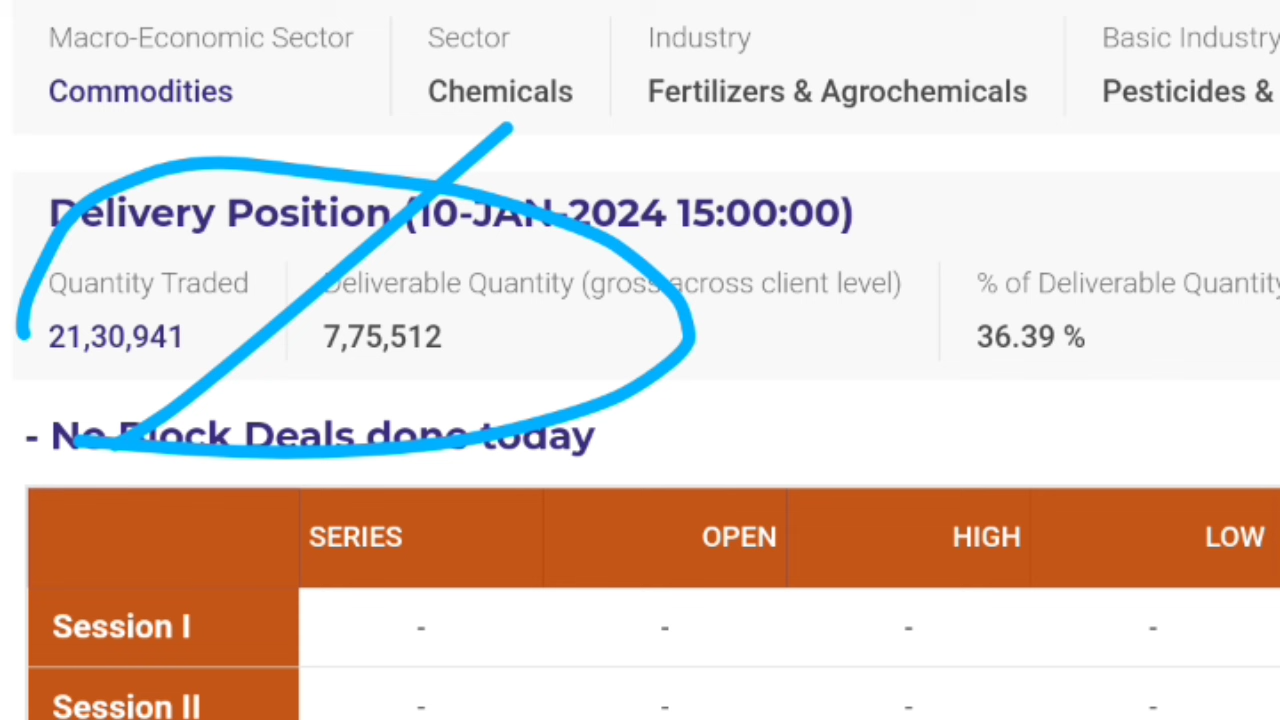 Macro-Economic Sector Sector Industry Basic Industry
Commodities Chemicals Fertilizers & Agrochemicals Pesticides &
Delivery Position (10-JAN-2024 15:00:00)
Quantity Traded Deliverable Quantity (gross across client level) % of Deliverable Quantity
21,30,941 7,75,512 36.39 %
- No Block Deals done today
SERIES OPEN HIGH LOW
Session I - - - -
Session II - - - -